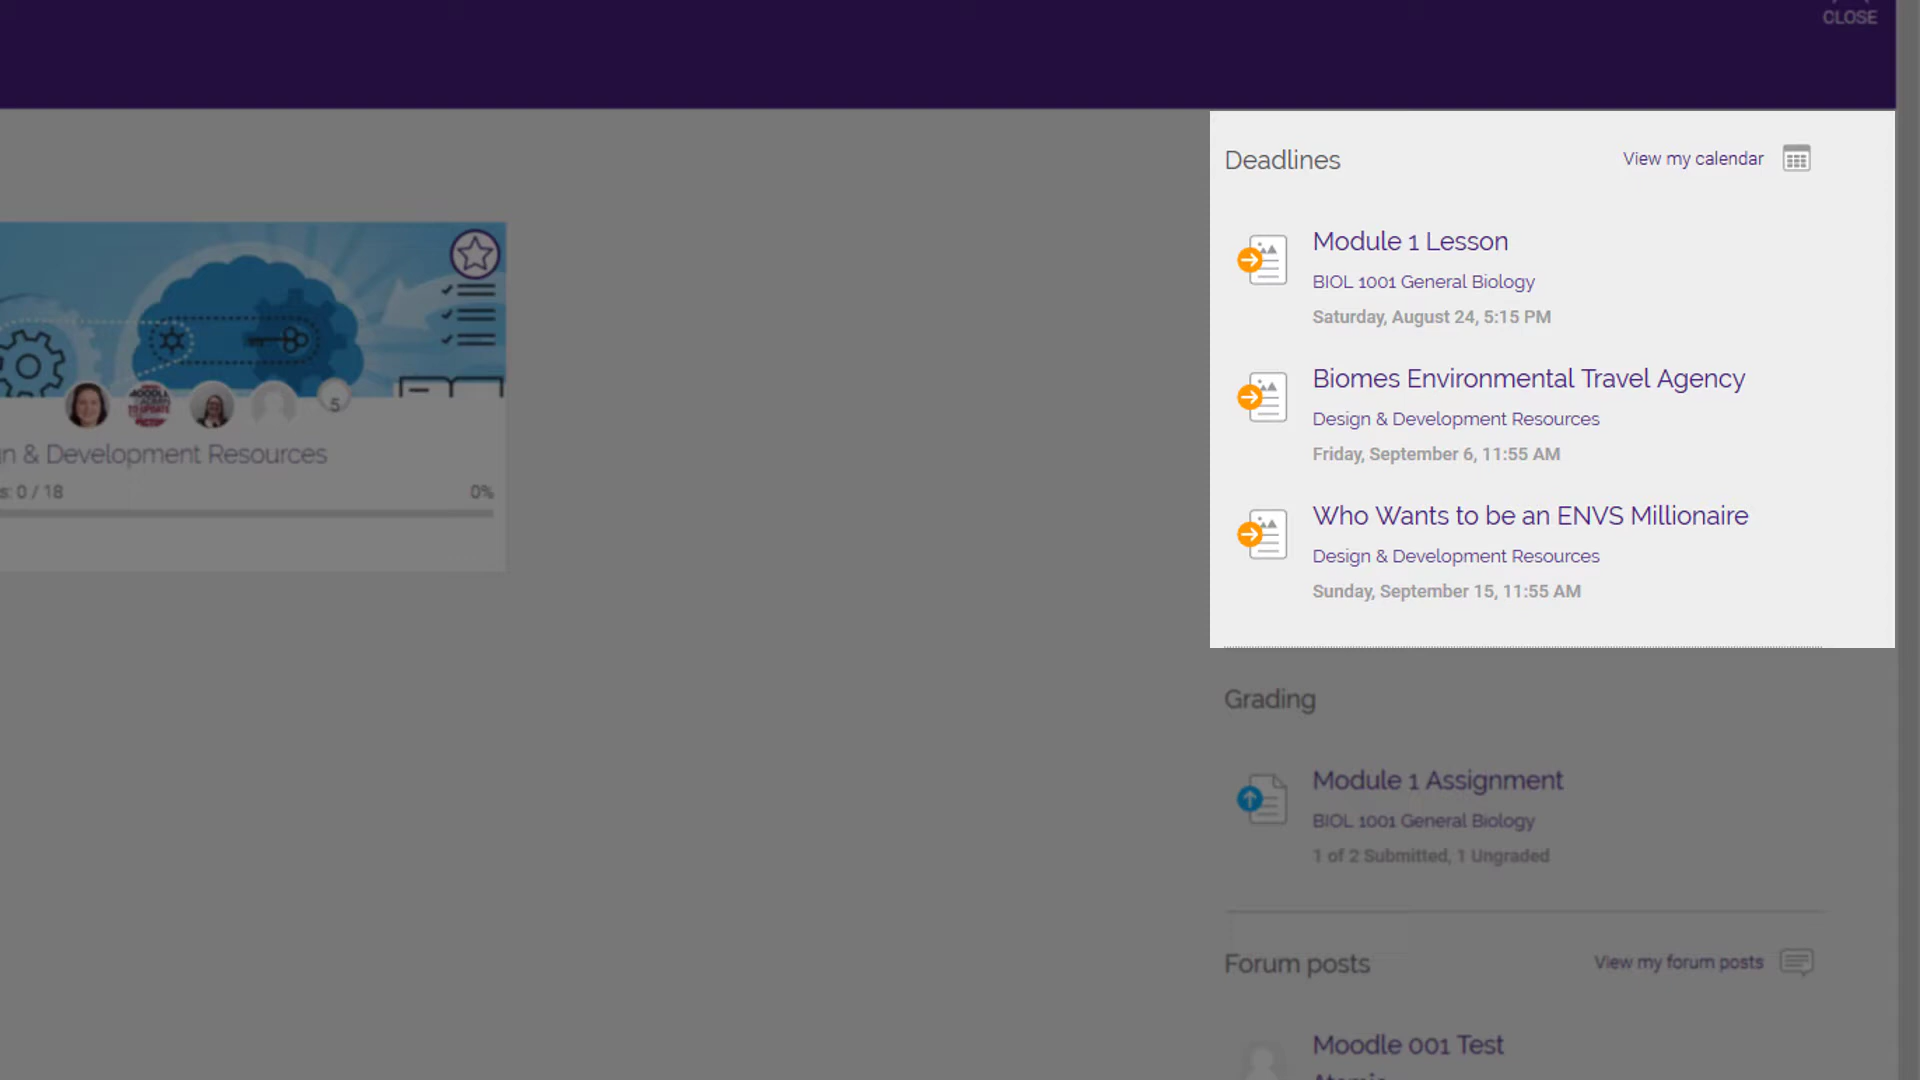 CLOSE
Deadlines
View my calendar
Module 1 Lesson
BIOL 1001 General Biology
Saturday, August 24, 5:15 PM
Biomes Environmental Travel Agency
Design & Development Resources
Friday, September 6, 11:55 AM
Who Wants to be an ENVS Millionaire
Design & Development Resources
Sunday, September 15, 11:55 AM
5
n & Development Resources
s: 0 / 18
0%
Grading
Module 1 Assignment
BIOL 1001 General Biology
1 of 2 Submitted, 1 Ungraded
Forum posts
View my forum posts
Moodle 001 Test